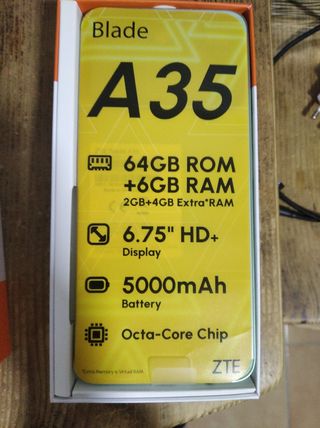 Blade
A35
64GB ROM
+6GB RAM
2GB+4GB Extra*RAM
6.75" HD+
Display
5000mAh
Battery
Octa-Core Chip
ZTE
*Extra Memory is Virtual RAM.